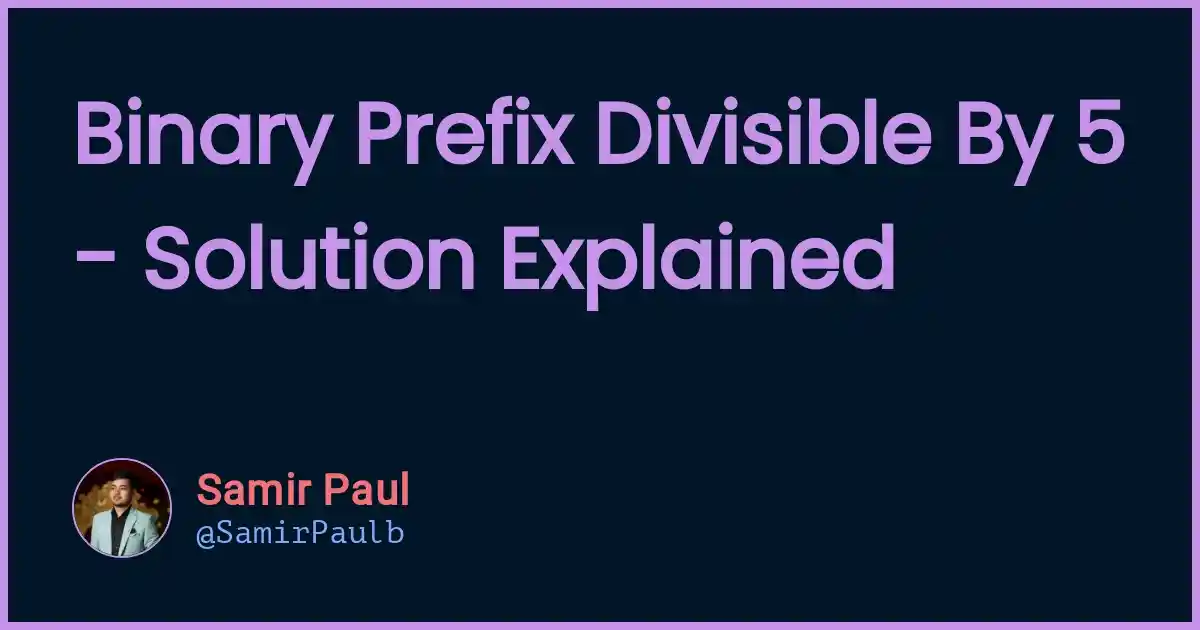 Binary Prefix Divisible By 5
- Solution Explained
Samir Paul
@SamirPaulb